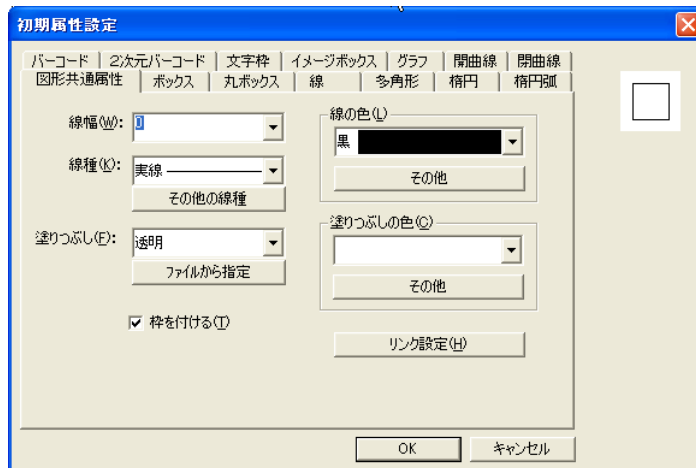 初期属性設定
バーコード 2次元バーコード 文字枠 イメージボックス グラフ 開曲線 閉曲線
図形共通属性 ボックス 丸ボックス 線 多角形 楕円 楕円弧
線幅(W): 0
線種(K): 実線
その他の線種
塗りつぶし(F): 透明
ファイルから指定
枠を付ける(T)
線の色(L)
黒
その他
塗りつぶしの色(C)
その他
リンク設定(H)
OK キャンセル